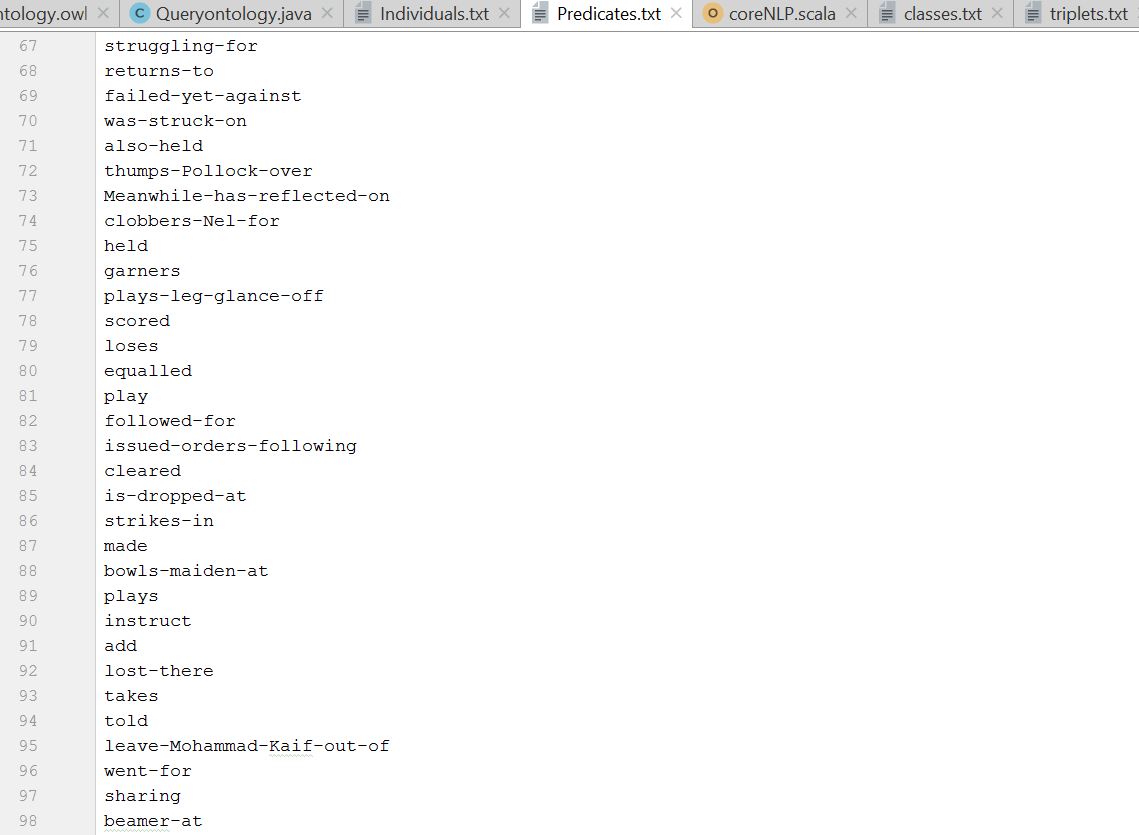 ntology.owl Queryontology.java Individuals.txt Predicates.txt coreNLP.scala classes.txt triplets.txt
67 struggling-for
68 returns-to
69 failed-yet-against
70 was-struck-on
71 also-held
72 thumps-Pollock-over
73 Meanwhile-has-reflected-on
74 clobbers-Nel-for
75 held
76 garners
77 plays-leg-glance-off
78 scored
79 loses
80 equalled
81 play
82 followed-for
83 issued-orders-following
84 cleared
85 is-dropped-at
86 strikes-in
87 made
88 bowls-maiden-at
89 plays
90 instruct
91 add
92 lost-there
93 takes
94 told
95 leave-Mohammad-Kaif-out-of
96 went-for
97 sharing
98 beamer-at